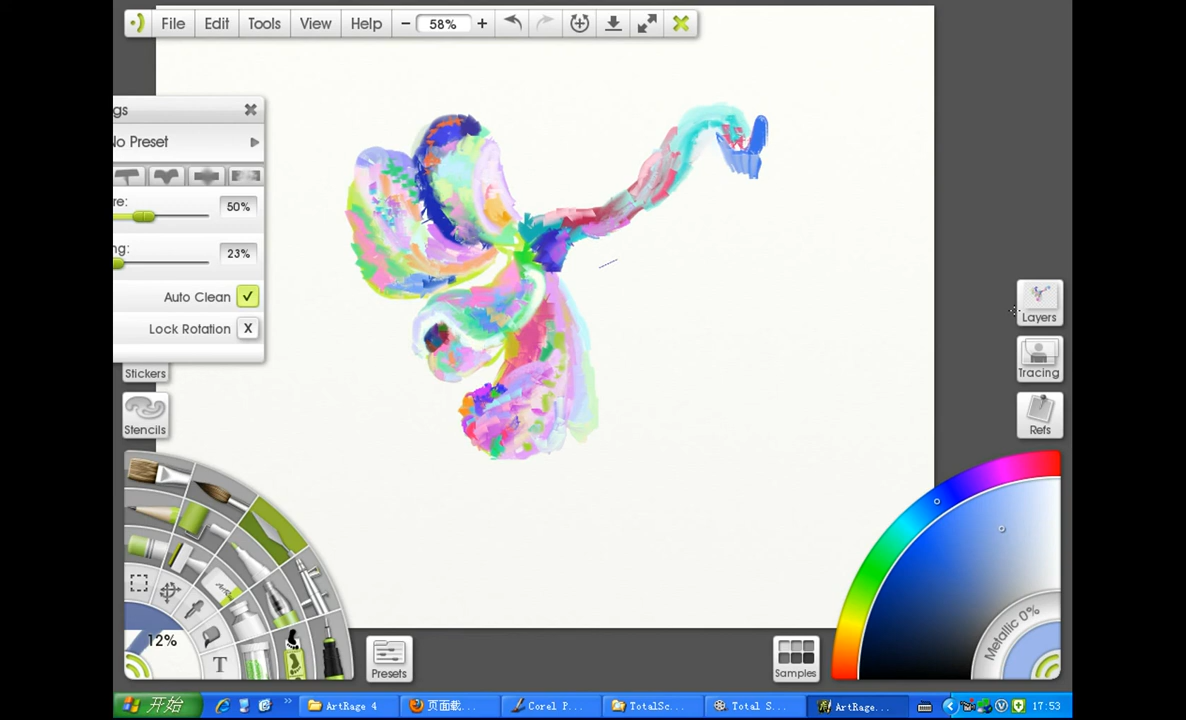 File Edit Tools View Help − 58% +
gs
No Preset
re: 50%
ng: 23%
Auto Clean ✓
Lock Rotation X
Stickers
Stencils
Layers
Tracing
Refs
12%
T
Metallic 0%
Presets
Samples
开始 » ArtRage 4 页面载... Corel P... TotalSc... Total S... ArtRage... 17:53